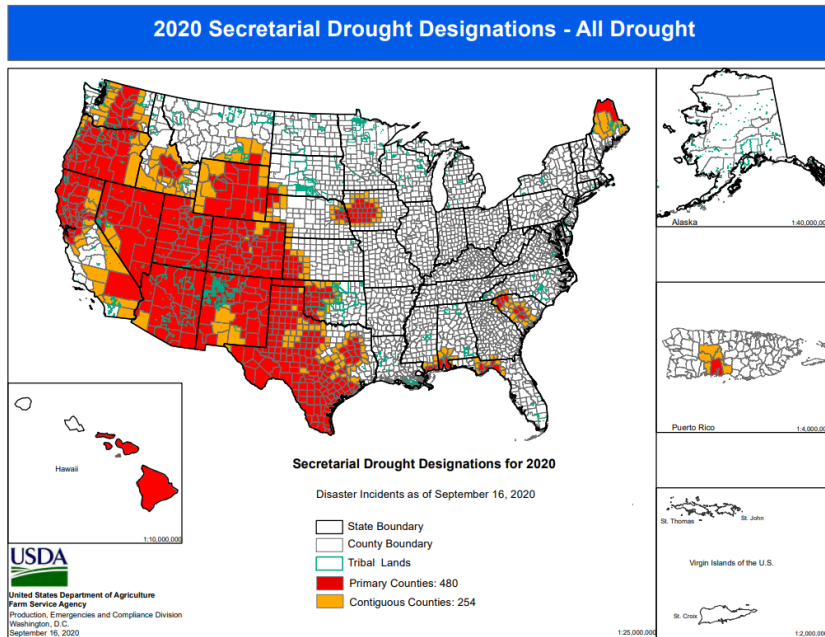 2020 Secretarial Drought Designations - All Drought
Alaska
1:40,000,000
Puerto Rico
1:4,000,000
Hawaii
1:10,000,000
Secretarial Drought Designations for 2020
Disaster Incidents as of September 16, 2020
State Boundary
County Boundary
Tribal Lands
Primary Counties: 480
Contiguous Counties: 254
St. Thomas
St. John
Virgin Islands of the U.S.
St. Croix
1:2,000,000
1:25,000,000
USDA
United States Department of Agriculture
Farm Service Agency
Production, Emergencies and Compliance Division
Washington, D.C.
September 16, 2020